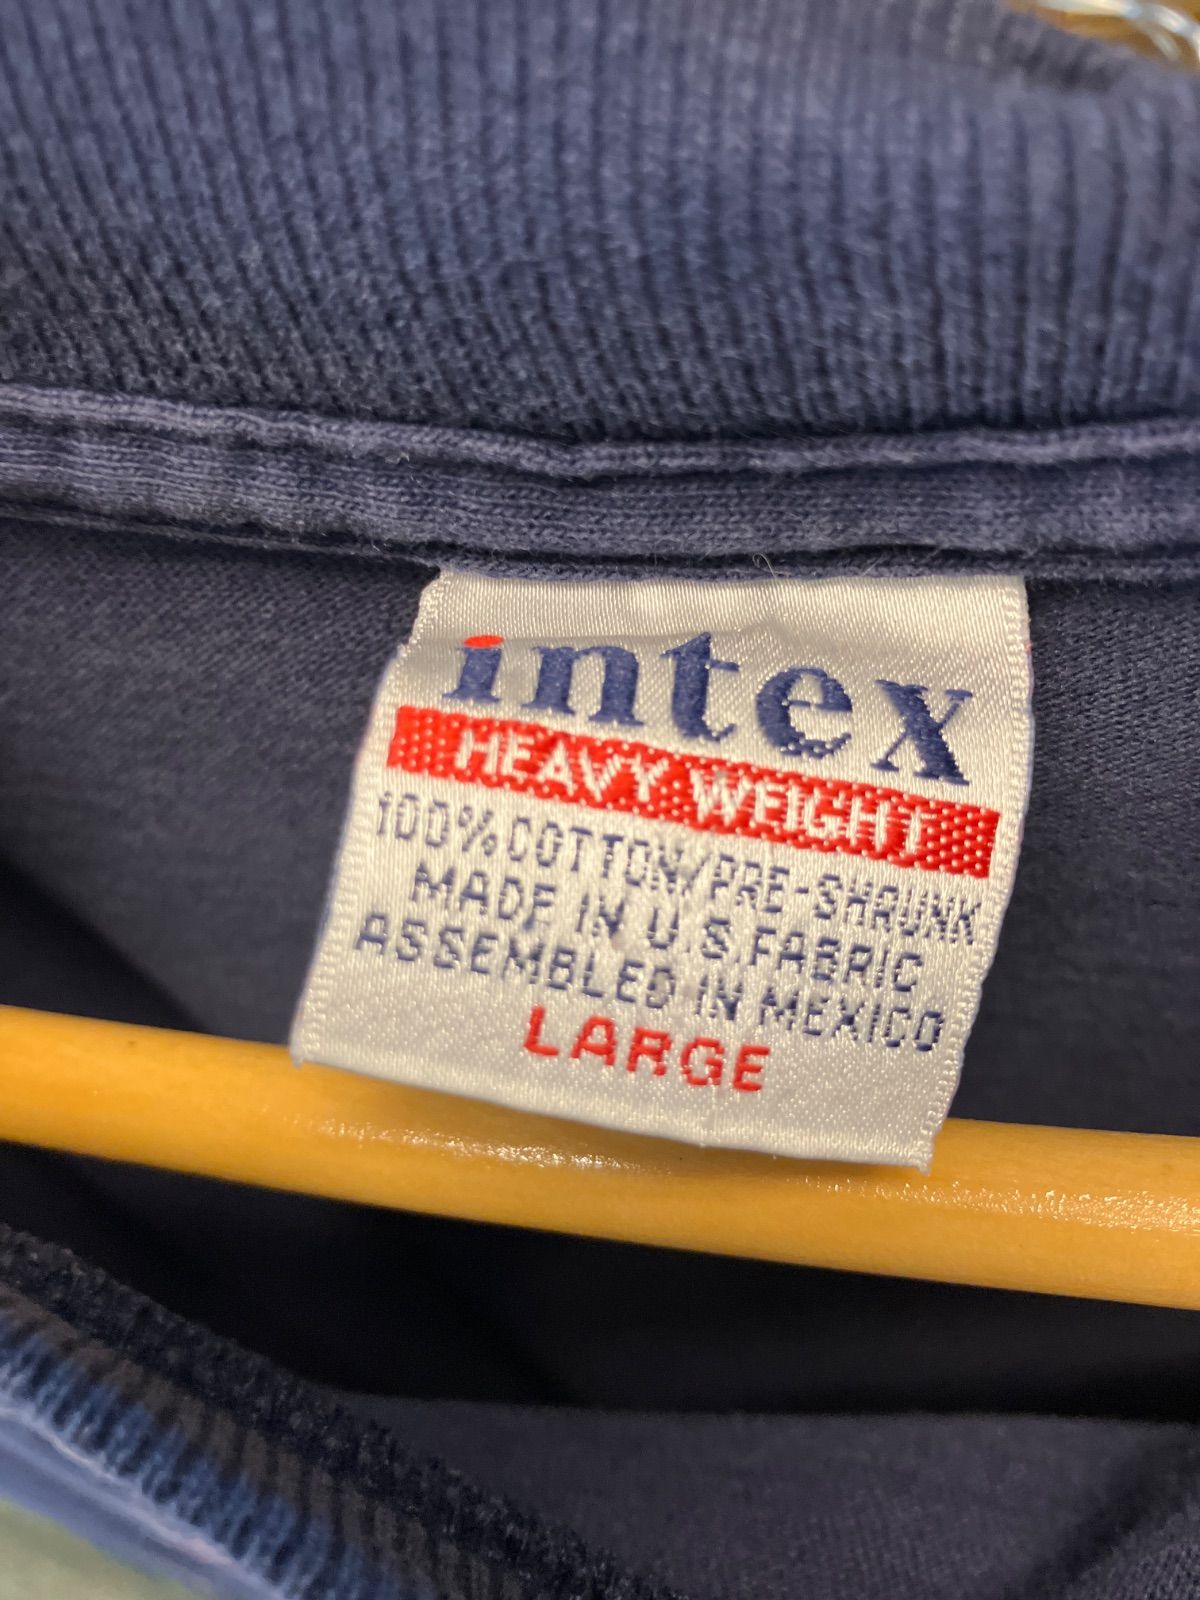 intex
HEAVY WEIGHT
100% COTTON/PRE-SHRUNK
MADE IN U.S. FABRIC
ASSEMBLED IN MEXICO
LARGE